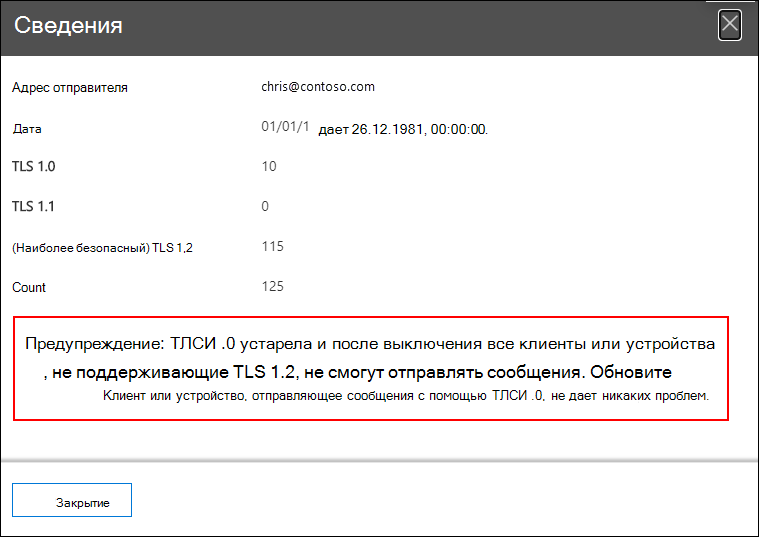 Сведения
Адрес отправителя chris@contoso.com
Дата 01/01/1 дает 26.12.1981, 00:00:00.
TLS 1.0 10
TLS 1.1 0
(Наиболее безопасный) TLS 1,2 115
Count 125
Предупреждение: ТЛСИ .0 устарела и после выключения все клиенты или устройства
, не поддерживающие TLS 1.2, не смогут отправлять сообщения. Обновите
Клиент или устройство, отправляющее сообщения с помощью ТЛСИ .0, не дает никаких проблем.
Закрытие